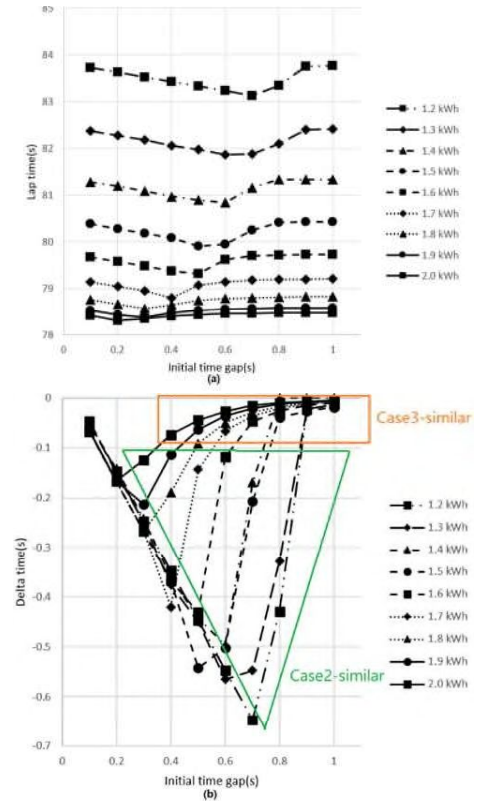 85
84
83
82
81
80
79
78
Lap time(s)
0
0.2
0.4
0.6
0.8
1
Initial time gap(s)
(a)
1.2 kWh
1.3 kWh
1.4 kWh
1.5 kWh
1.6 kWh
1.7 kWh
1.8 kWh
1.9 kWh
2.0 kWh
0
-0.1
-0.2
-0.3
-0.4
-0.5
-0.6
-0.7
Delta time(s)
0
0.2
0.4
0.6
0.8
1
Initial time gap(s)
(b)
Case3-similar
Case2-similar
1.2 kWh
1.3 kWh
1.4 kWh
1.5 kWh
1.6 kWh
1.7 kWh
1.8 kWh
1.9 kWh
2.0 kWh